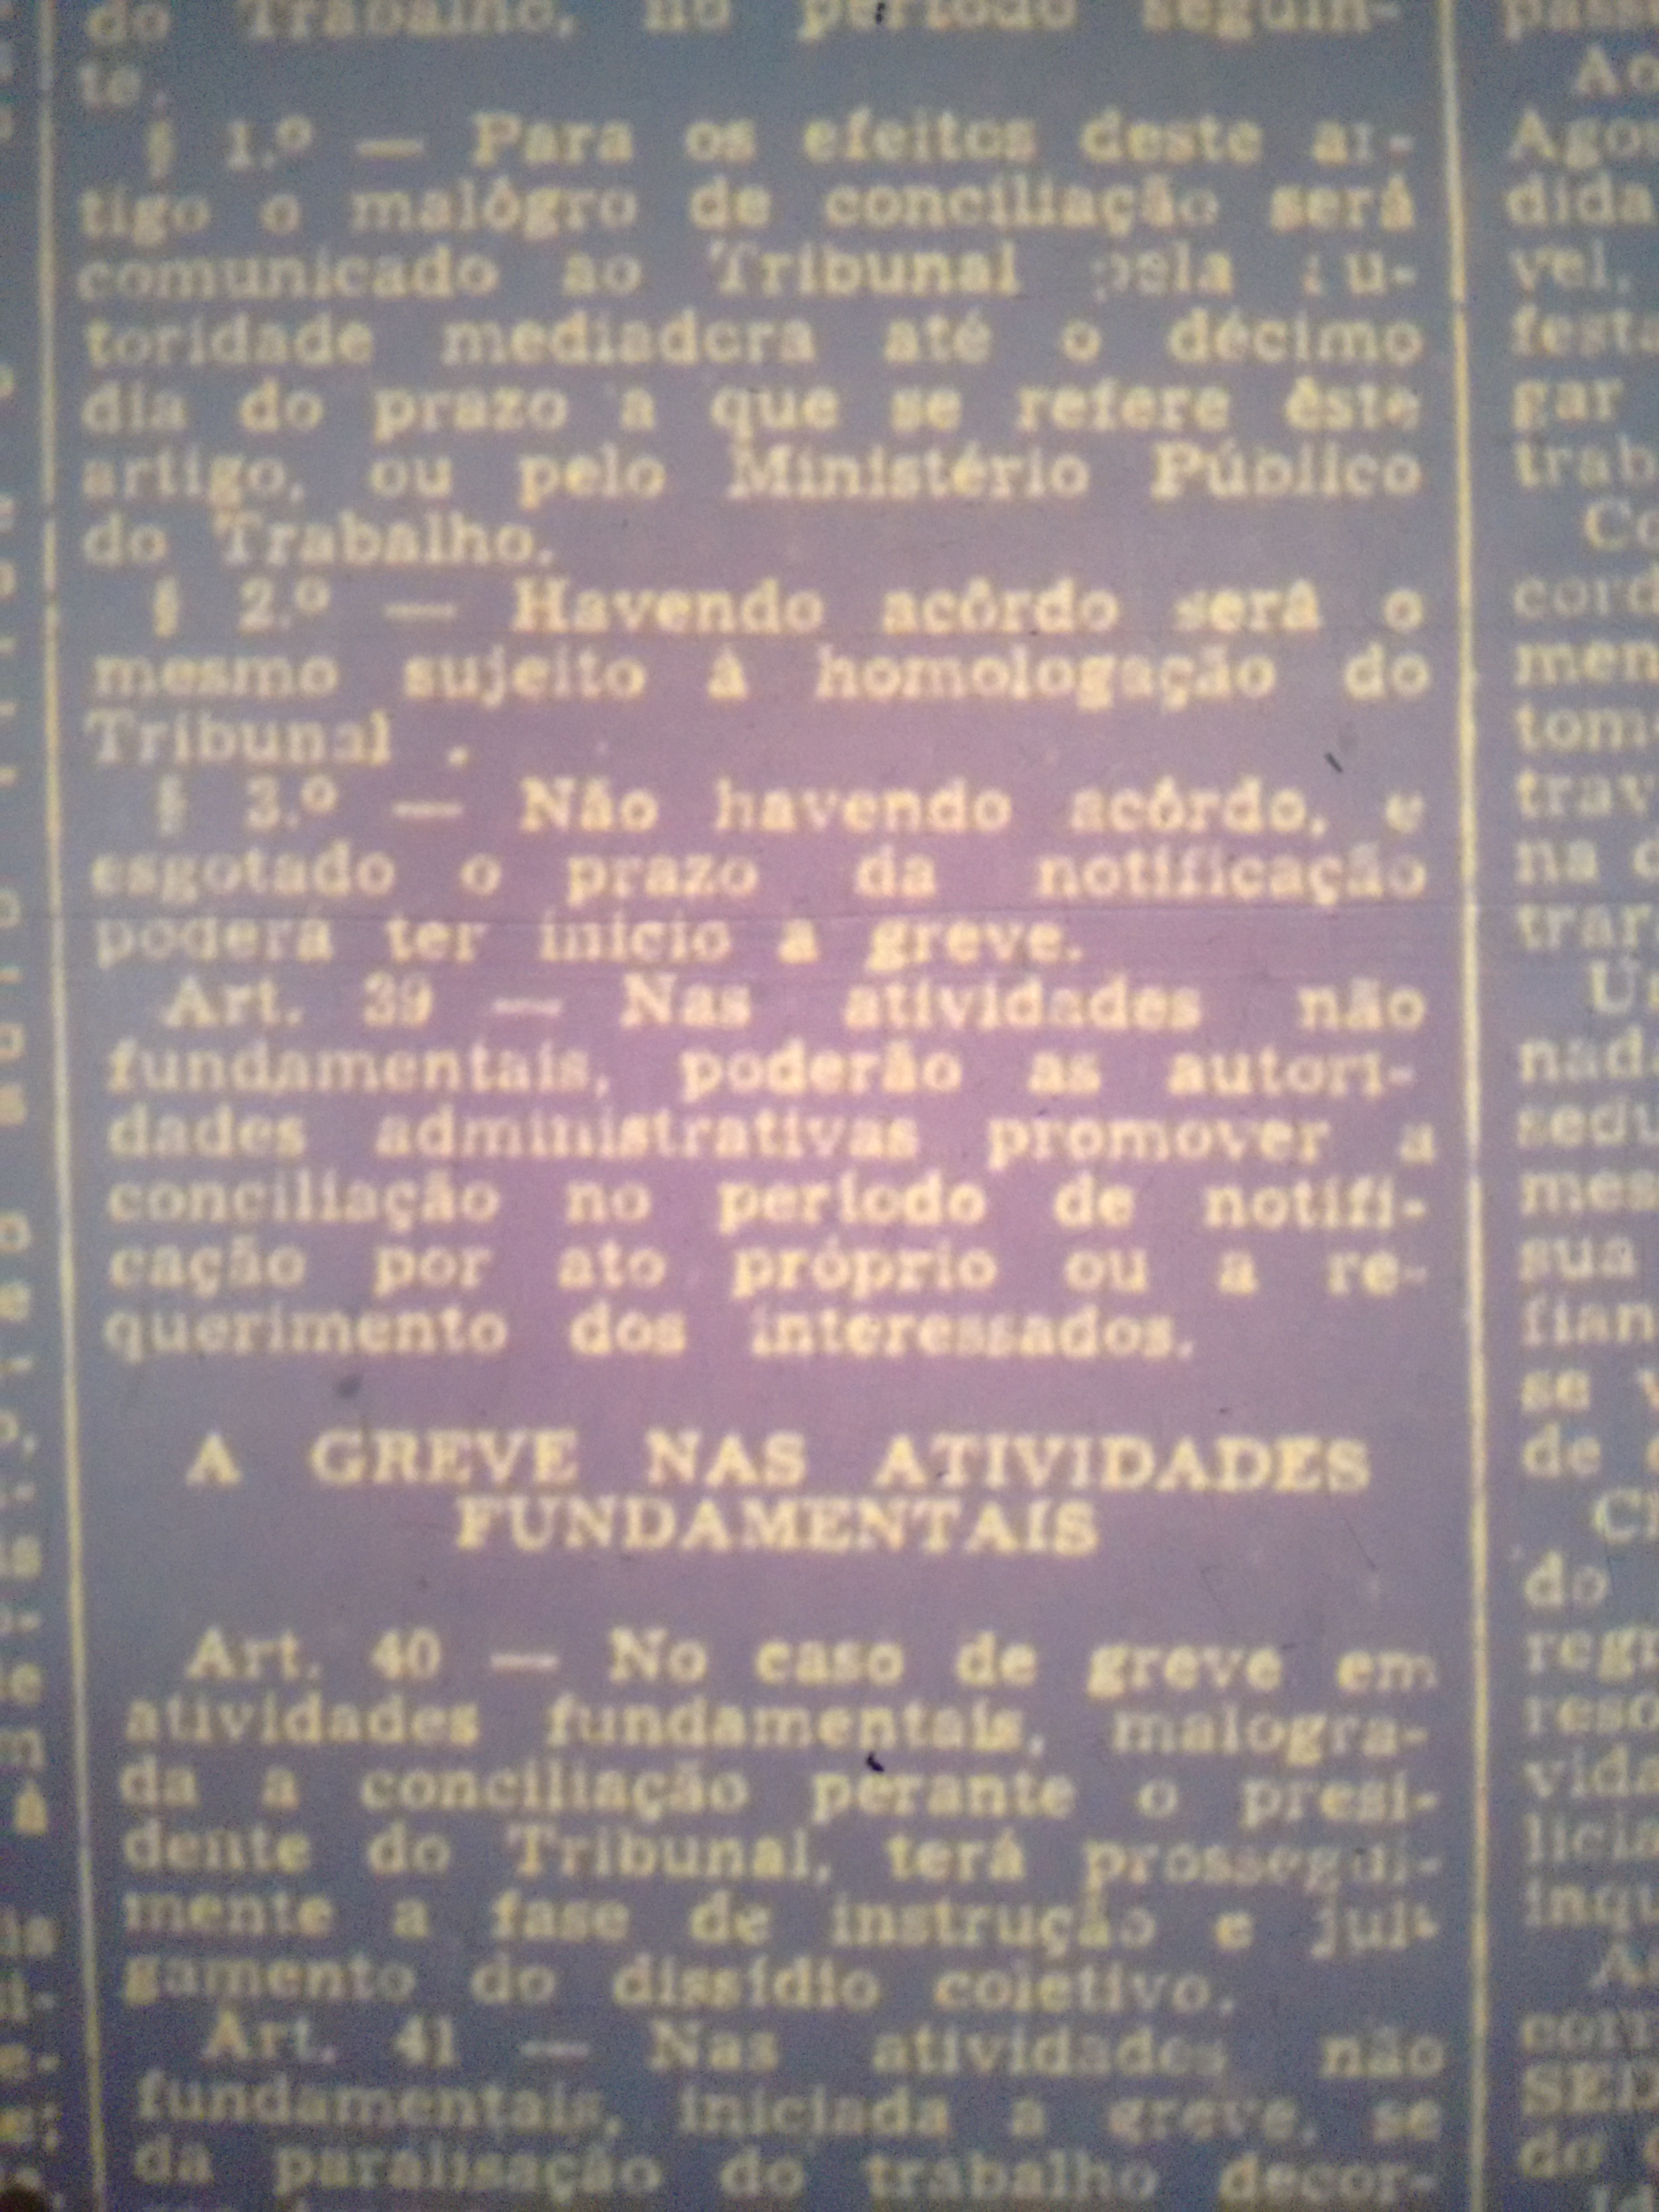 do Trabalho, no período seguin-
te.
§ 1.º — Para os efeitos deste ar-
tigo o malôgro de conciliação será
comunicado ao Tribunal pela au-
toridade mediadora até o décimo
dia do prazo a que se refere êste
artigo, ou pelo Ministério Público
do Trabalho.
§ 2.º — Havendo acôrdo será o
mesmo sujeito à homologação do
Tribunal .
§ 3.º — Não havendo acôrdo, e
esgotado o prazo da notificação
poderá ter inicio a greve.
Art. 39 — Nas atividades não
fundamentais, poderão as autori-
dades administrativas promover a
conciliação no período de notifi-
cação por ato próprio ou a re-
querimento dos interessados.
A GREVE NAS ATIVIDADES
FUNDAMENTAIS
Art. 40 — No caso de greve em
atividades fundamentais, malogra-
da a conciliação perante o presi-
dente do Tribunal, terá prossegui-
mente a fase de instrução e jul-
gamento do dissídio coletivo.
Art. 41 — Nas atividades não
fundamentais, iniciada a greve, se
da paralisação do trabalho decor-